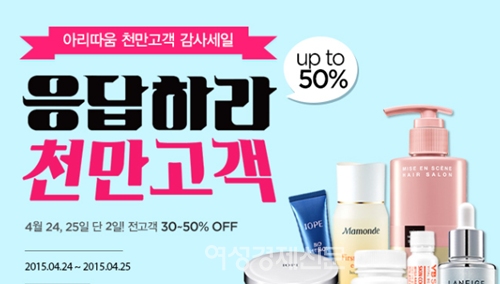 아리따움 천만고객 감사세일
up to
50%
응답하라
천만고객
4월 24, 25일 단 2일! 전고객 30~50% OFF
2015.04.24 ~ 2015.04.25
여성경제신문
MISE EN SCÈNE
HAIR SALON
IOPE
Mamonde
LANEIGE